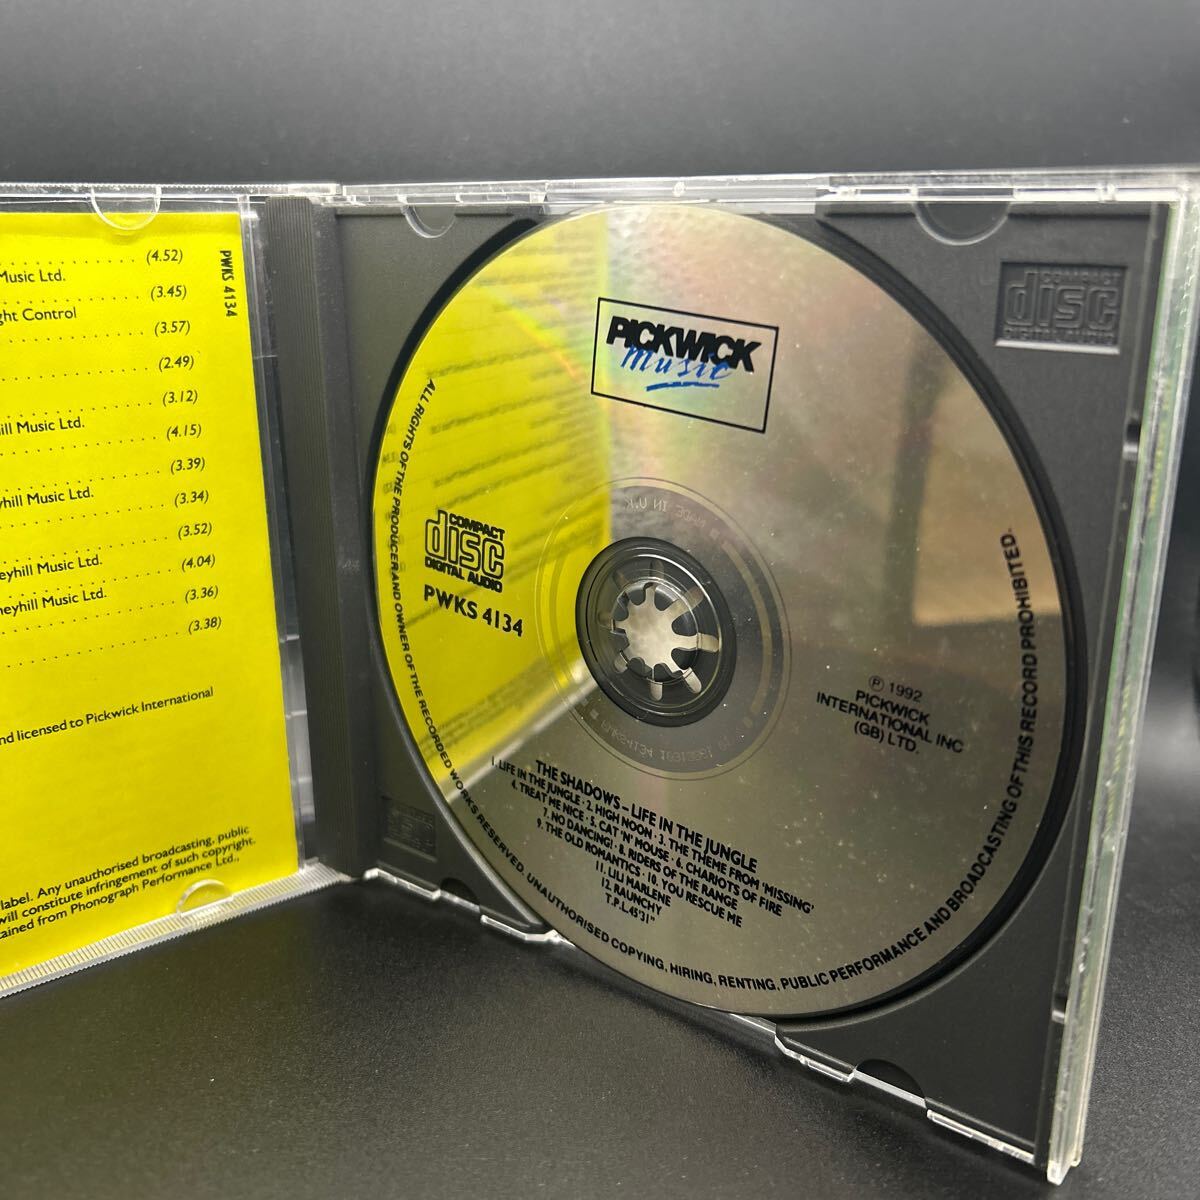 (4.52)
Music Ltd.
(3.45)
ght Control
(3.57)
(2.49)
(3.12)
ill Music Ltd.
(4.15)
(3.39)
yhill Music Ltd.
(3.34)
(3.52)
eyhill Music Ltd.
(4.04)
neyhill Music Ltd.
(3.36)
(3.38)
nd licensed to Pickwick International
label. Any unauthorised broadcasting, public
will constitute infringement of such copyright.
tained from Phonograph Performance Ltd.,
PWKS 4134
PICKWICK
music
COMPACT
disc
DIGITAL AUDIO
PWKS 4134
MADE IN U.K.
℗ 1992
PICKWICK
INTERNATIONAL INC
(GB) LTD.
THE SHADOWS – LIFE IN THE JUNGLE
1. LIFE IN THE JUNGLE · 2. HIGH NOON · 3. THE THEME FROM 'MISSING'
4. TREAT ME NICE · 5. CAT 'N' MOUSE · 6. CHARIOTS OF FIRE
7. NO DANCING! · 8. RIDERS OF THE RANGE
9. THE OLD ROMANTICS · 10. YOU RESCUE ME
11. LILI MARLENE
12. RAUNCHY
T.P.L.45'31"
ALL RIGHTS OF THE PRODUCER AND OWNER OF THE RECORDED WORKS RESERVED. UNAUTHORISED COPYING, HIRING, RENTING, PUBLIC PERFORMANCE AND BROADCASTING OF THIS RECORD PROHIBITED.
COMPACT
disc